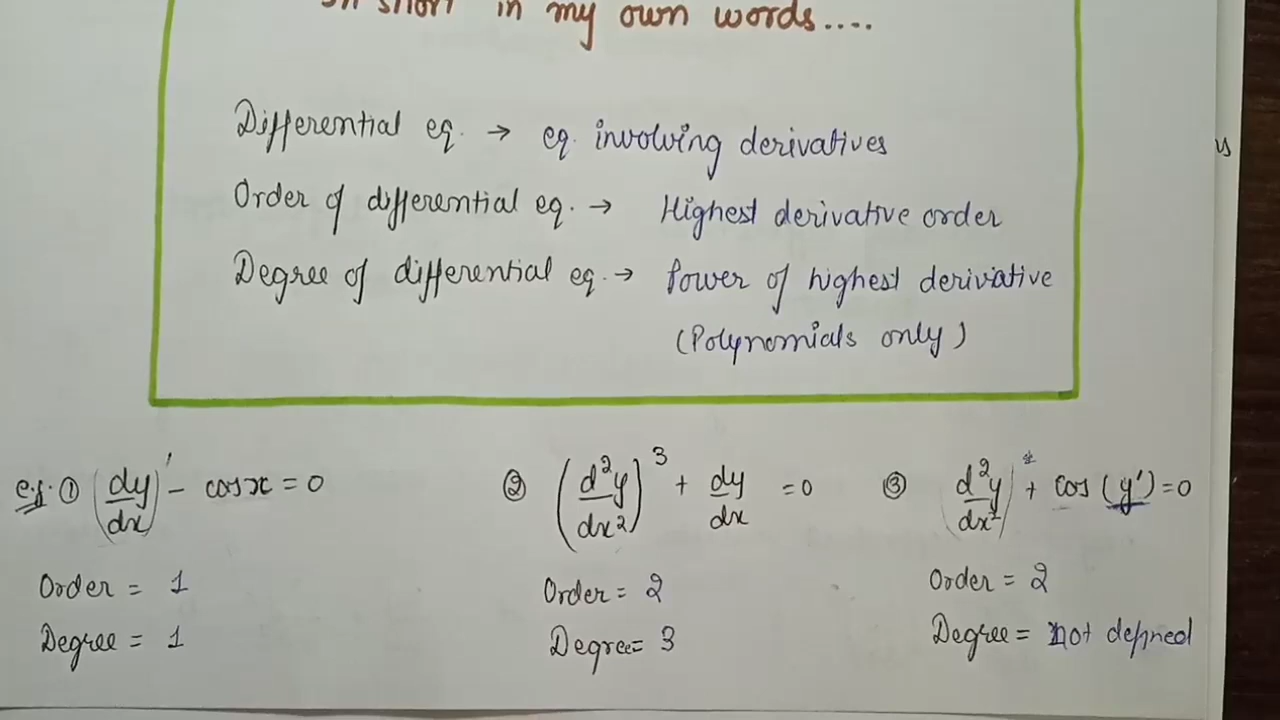 in my own words....
Differential eq. → eq. involving derivatives
Order of differential eq. → Highest derivative order
Degree of differential eq. → Power of highest derivative
(Polynomials only)
e.g. ① (dy/dx)' - cosx = 0
② (d²y/dx²)³ + dy/dx = 0
③ (d²y/dx²) + cos (y') = 0
Order = 1
Degree = 1
Order = 2
Degree = 3
Order = 2
Degree = Not defined